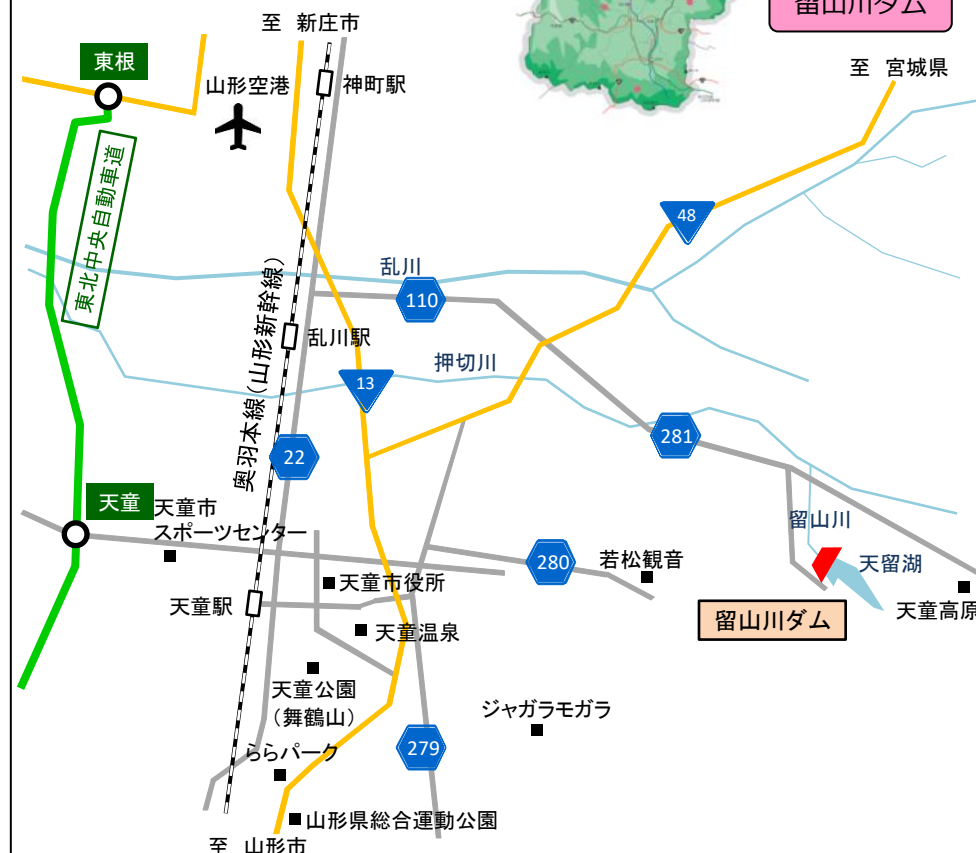 留山川ダム
至 新庄市
東根
山形空港
神町駅
至 宮城県
東北中央自動車道
48
乱川
110
奥羽本線(山形新幹線)
乱川駅
押切川
13
22
281
天童
天童市
スポーツセンター
留山川
280
若松観音
天留湖
天童市役所
天童駅
天童高原
留山川ダム
天童温泉
天童公園
(舞鶴山)
ジャガラモガラ
ららパーク
279
山形県総合運動公園
至 山形市